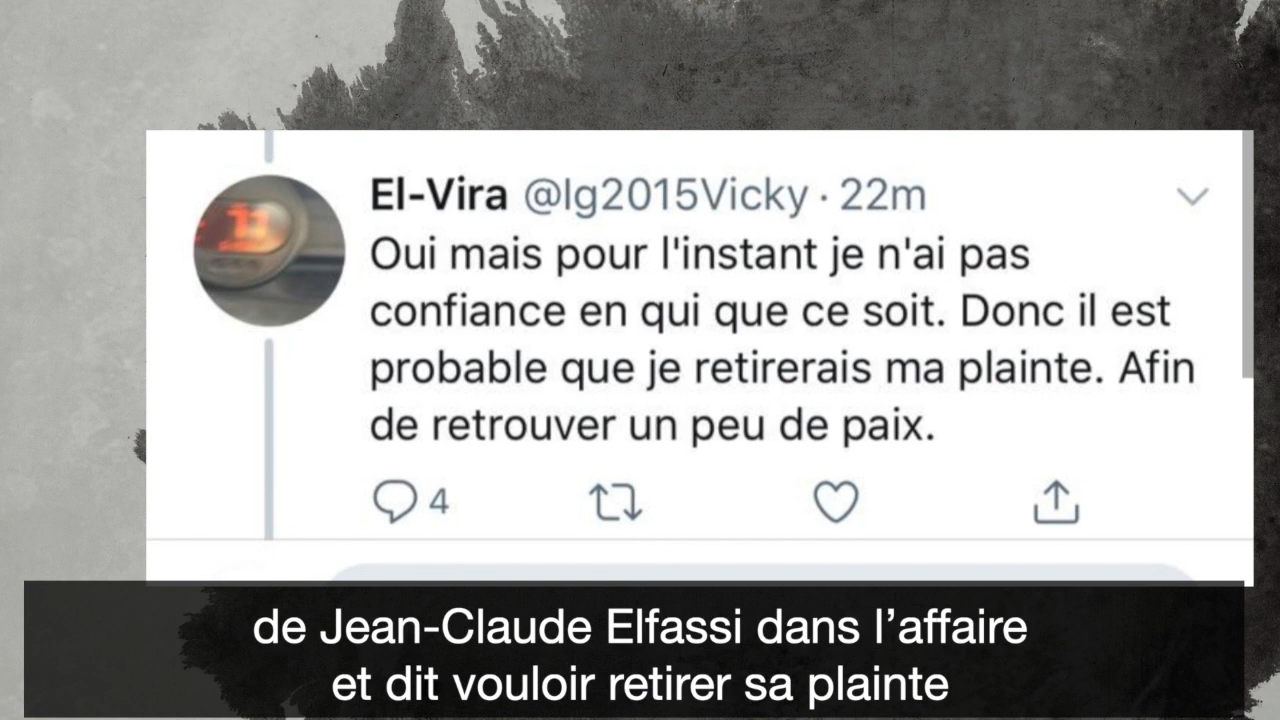 El-Vira @lg2015Vicky · 22m
Oui mais pour l'instant je n'ai pas
confiance en qui que ce soit. Donc il est
probable que je retirerais ma plainte. Afin
de retrouver un peu de paix.
4
de Jean-Claude Elfassi dans l’affaire
et dit vouloir retirer sa plainte